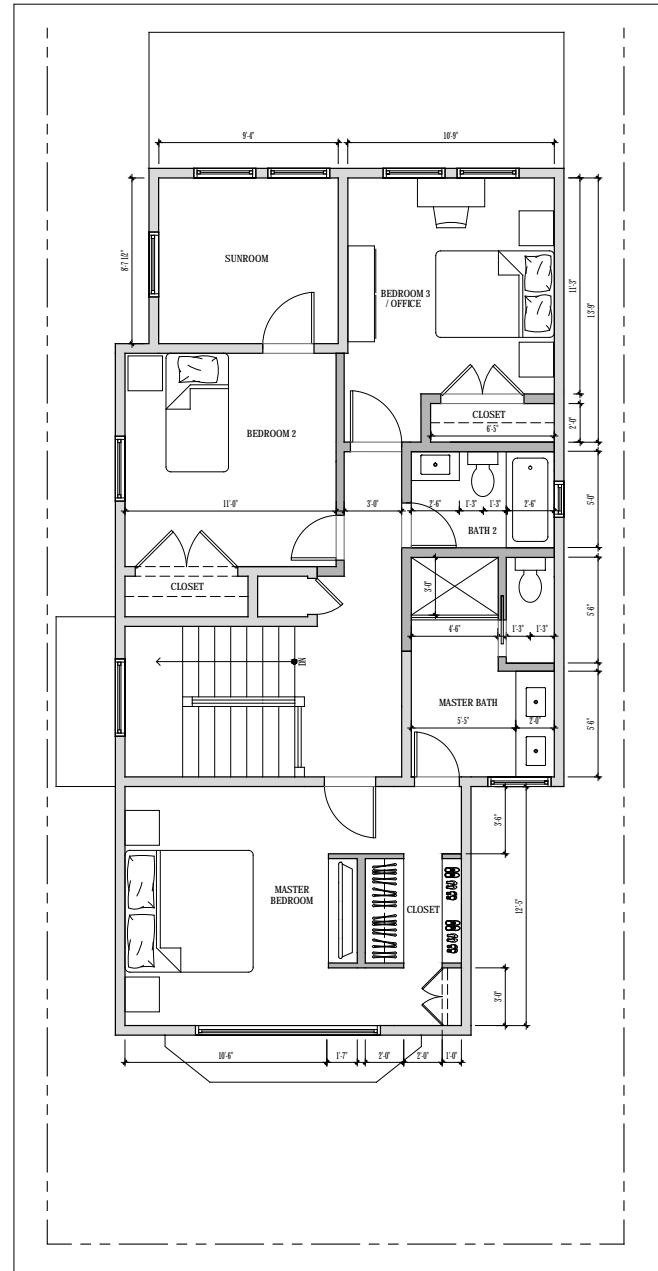 9'-4"
10'-9"
8'-7 1/2"
SUNROOM
BEDROOM 3
/ OFFICE
11'-3"
13'-9"
CLOSET
6'-5"
2'-0"
BEDROOM 2
11'-0"
3'-0"
2'-6"
1'-3"
1'-3"
2'-6"
BATH 2
5'-0"
CLOSET
3'-0"
4'-6"
1'-3"
1'-3"
5'-6"
DN
MASTER BATH
5'-5"
2'-0"
5'-6"
3'-6"
MASTER
BEDROOM
CLOSET
12'-5"
3'-0"
10'-6"
1'-7"
2'-0"
2'-0"
1'-0"